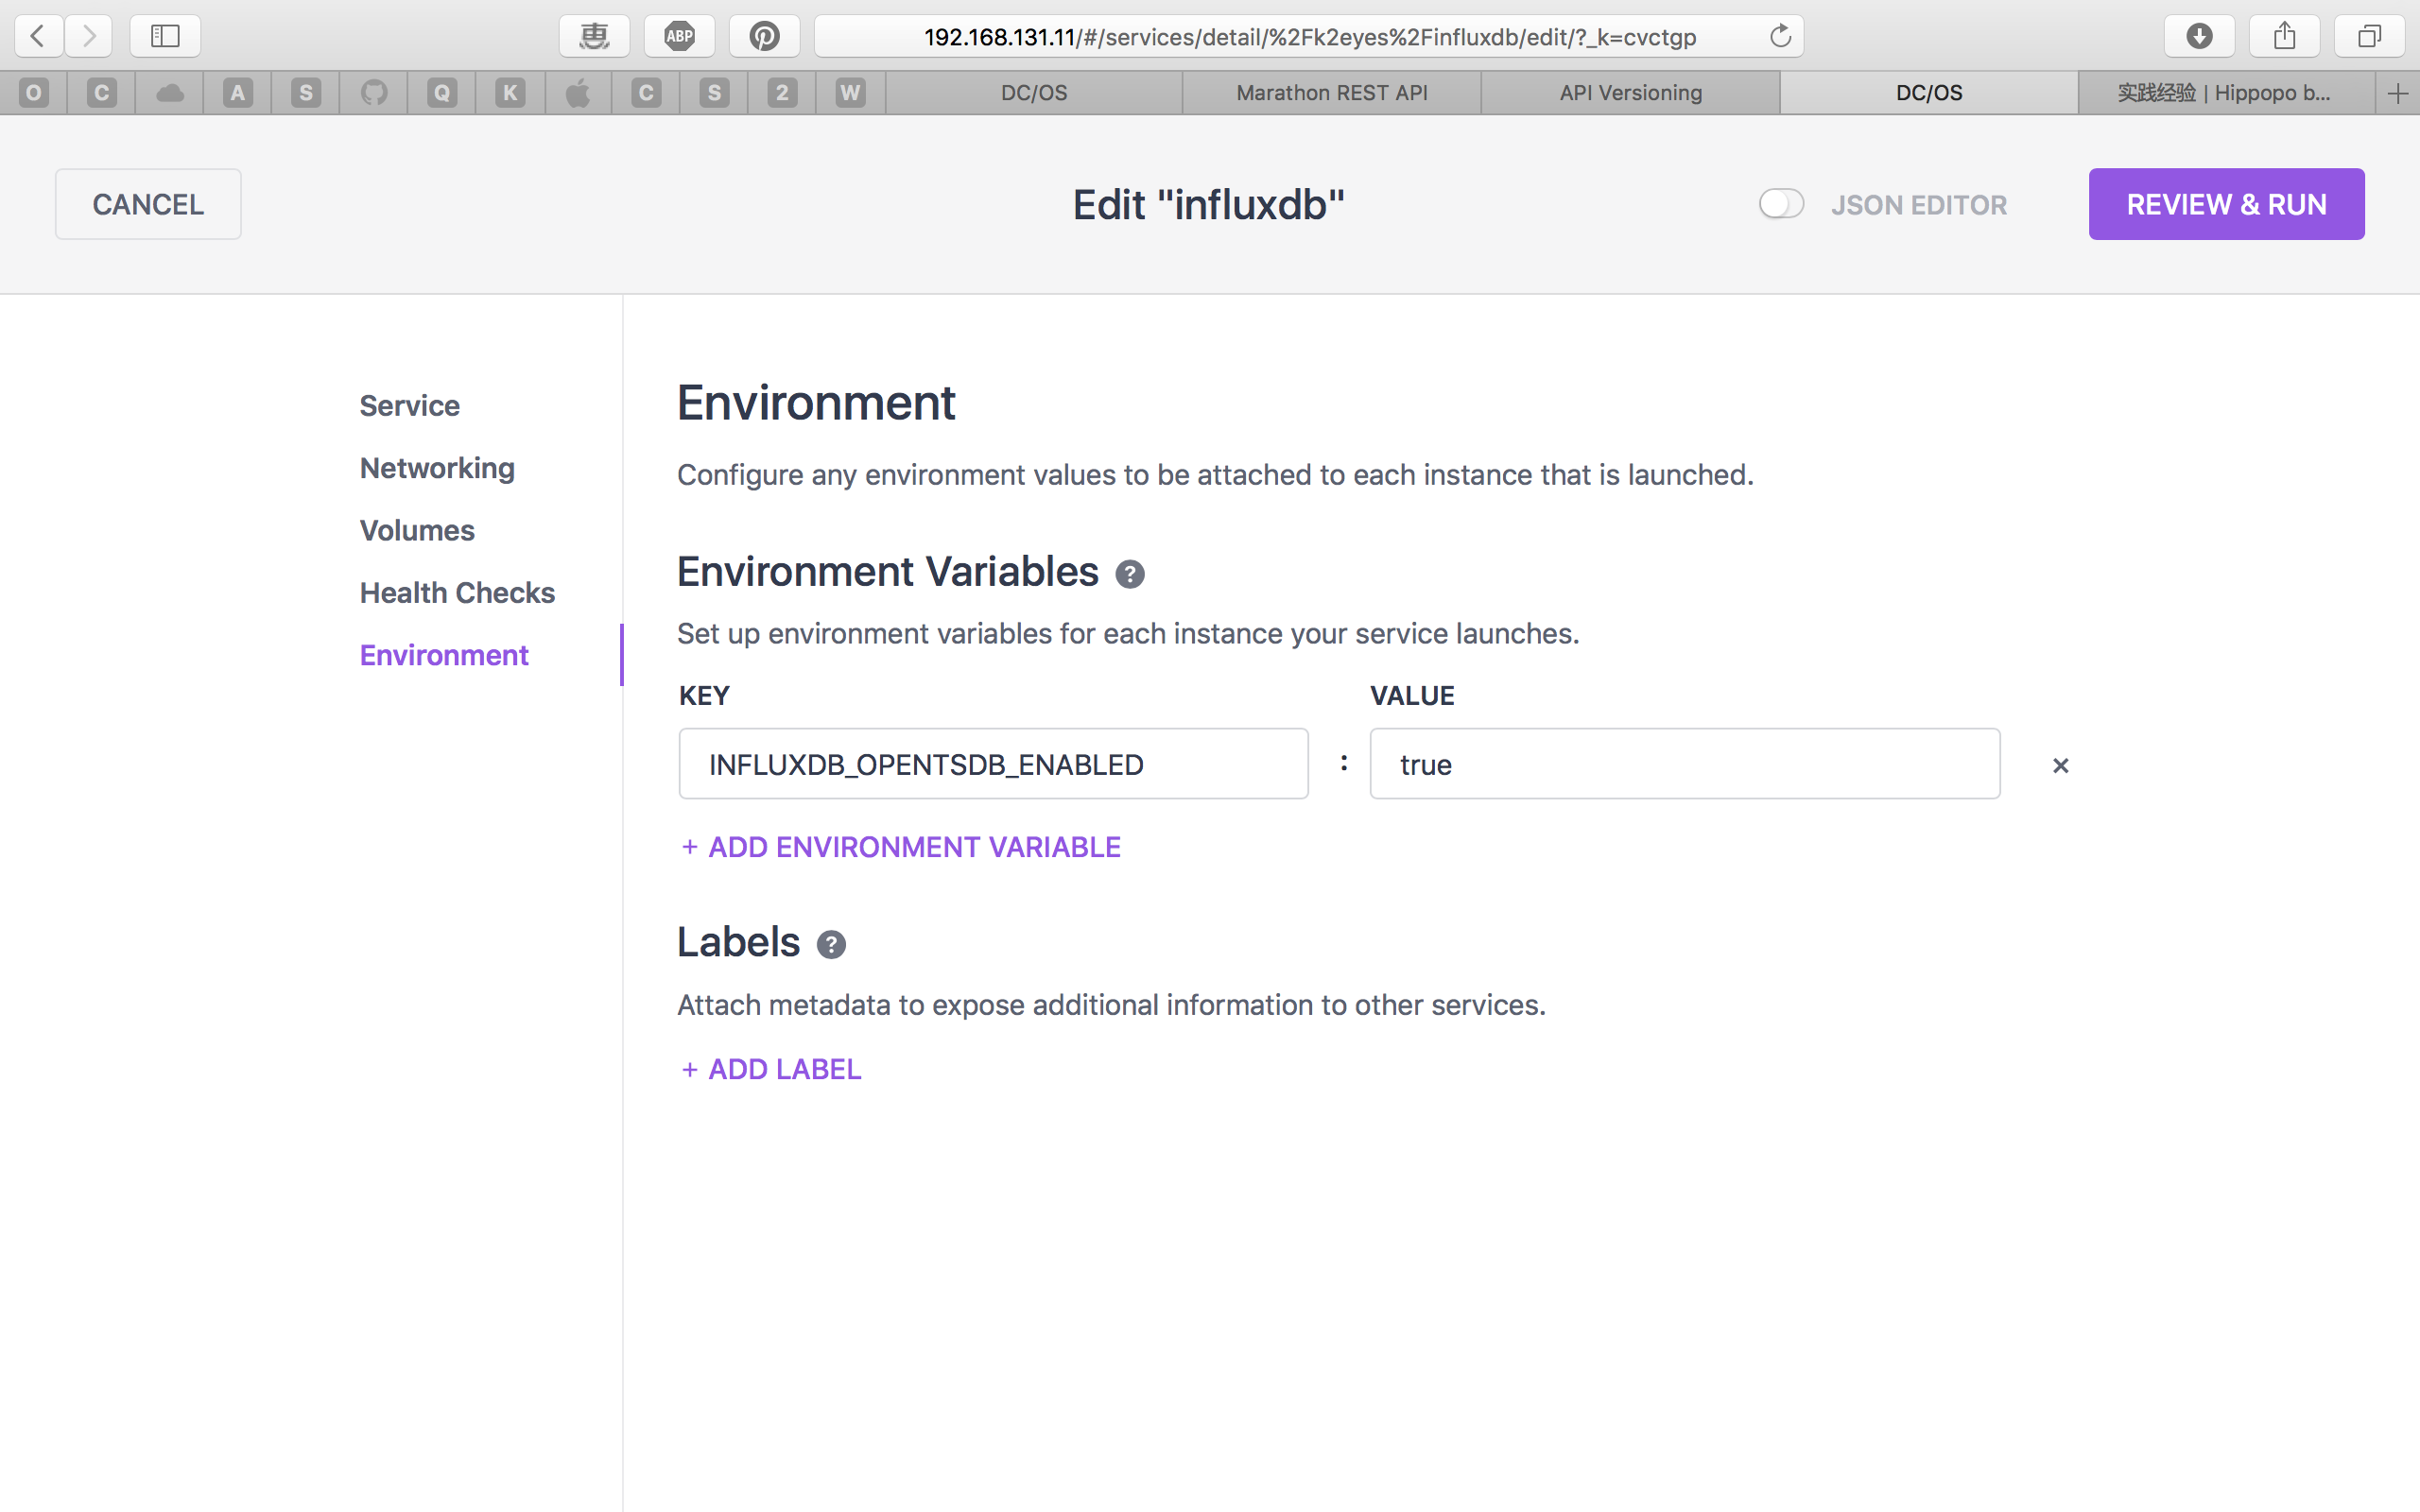 惠 ABP 192.168.131.11/#/services/detail/%2Fk2eyes%2Finfluxdb/edit/?_k=cvctgp
O C A S Q K C S 2 W DC/OS Marathon REST API API Versioning DC/OS 实践经验 | Hippopo b...
CANCEL Edit "influxdb" JSON EDITOR REVIEW & RUN
Service
Networking
Volumes
Health Checks
Environment
Environment
Configure any environment values to be attached to each instance that is launched.
Environment Variables ?
Set up environment variables for each instance your service launches.
KEY VALUE
INFLUXDB_OPENTSDB_ENABLED : true ×
+ ADD ENVIRONMENT VARIABLE
Labels ?
Attach metadata to expose additional information to other services.
+ ADD LABEL